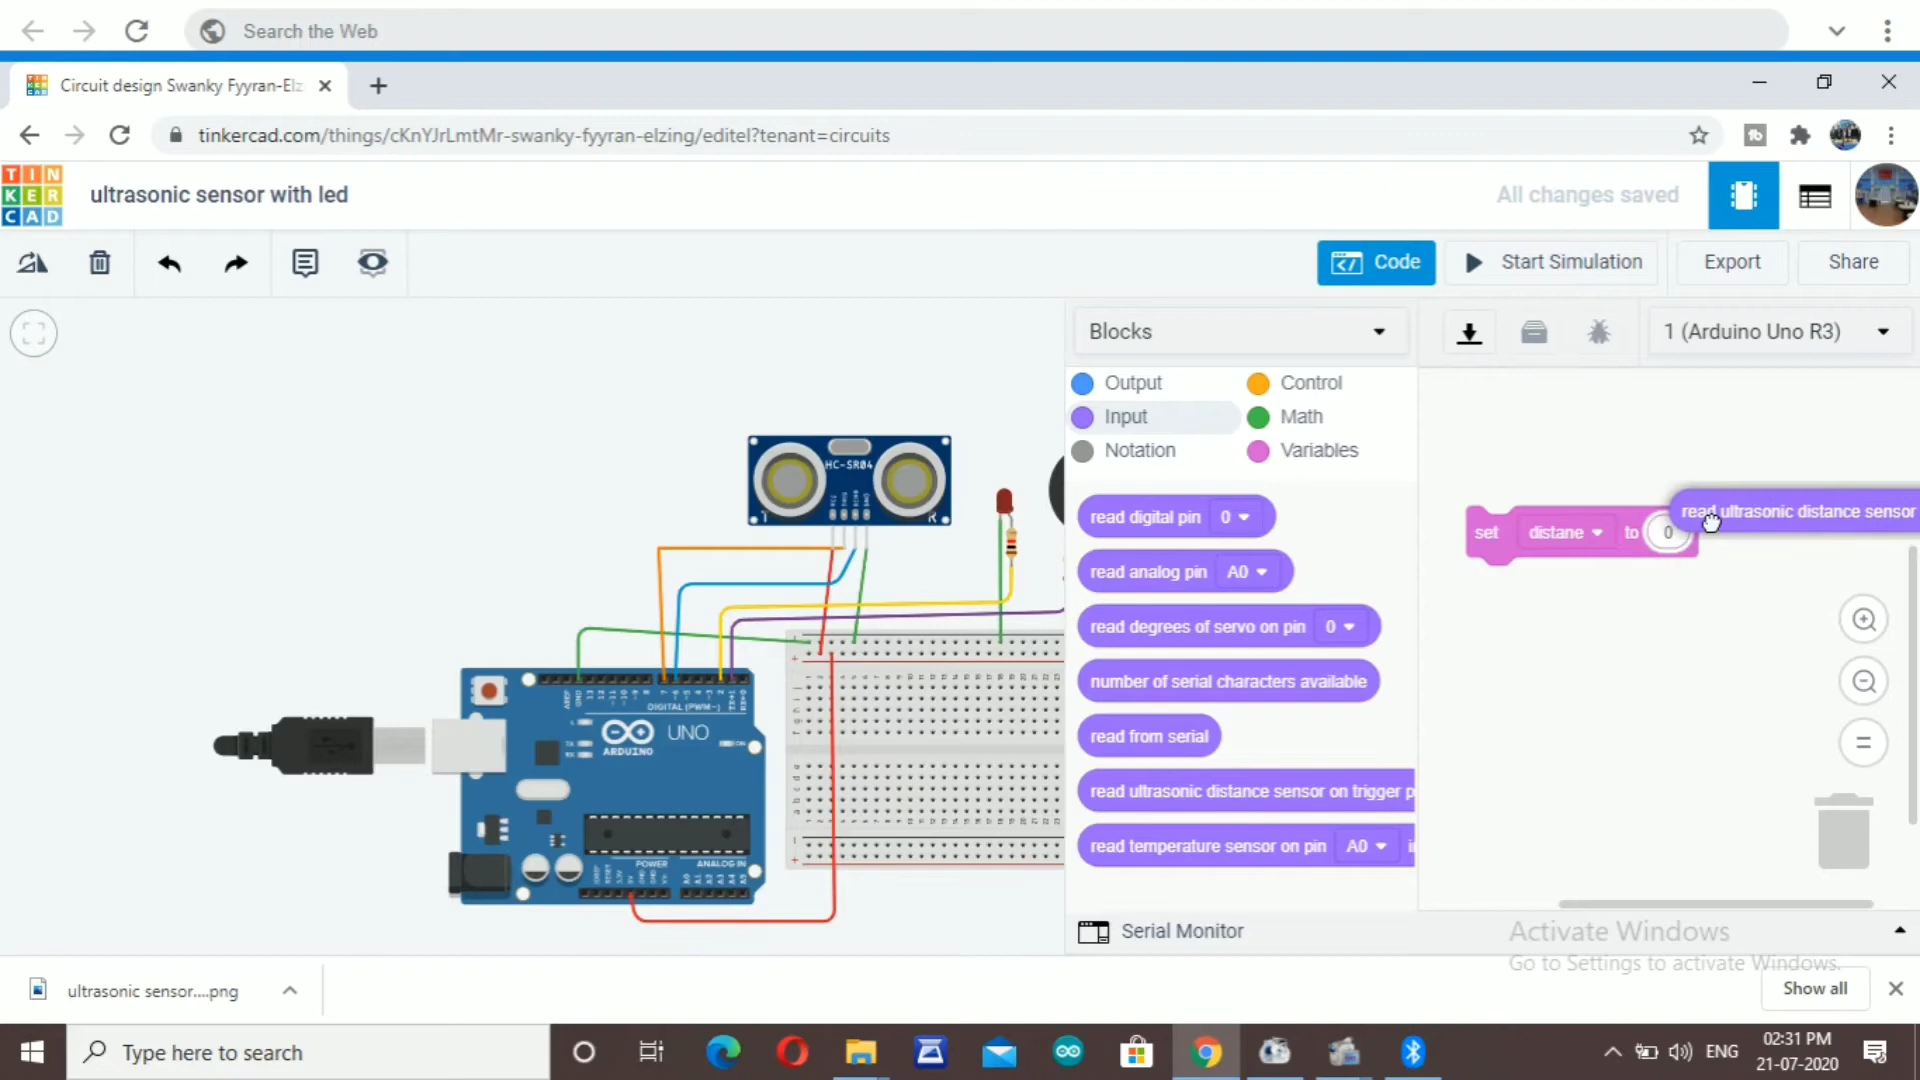 Search the Web
Circuit design Swanky Fyyran-Elz
tinkercad.com/things/cKnYJrLmtMr-swanky-fyyran-elzing/editel?tenant=circuits
TIN
KER
CAD
ultrasonic sensor with led
All changes saved
Code
Start Simulation
Export
Share
Blocks
1 (Arduino Uno R3)
Output
Control
Input
Math
Notation
Variables
read digital pin 0
read analog pin A0
read degrees of servo on pin 0
number of serial characters available
read from serial
read ultrasonic distance sensor on trigger p
read temperature sensor on pin A0 i
set distane to 0
read ultrasonic distance sensor
HC-SR04
T
R
DIGITAL (PWM~)
UNO
ARDUINO
POWER
ANALOG IN
Serial Monitor
Activate Windows
Go to Settings to activate Windows.
ultrasonic sensor....png
Show all
Type here to search
ENG
02:31 PM
21-07-2020